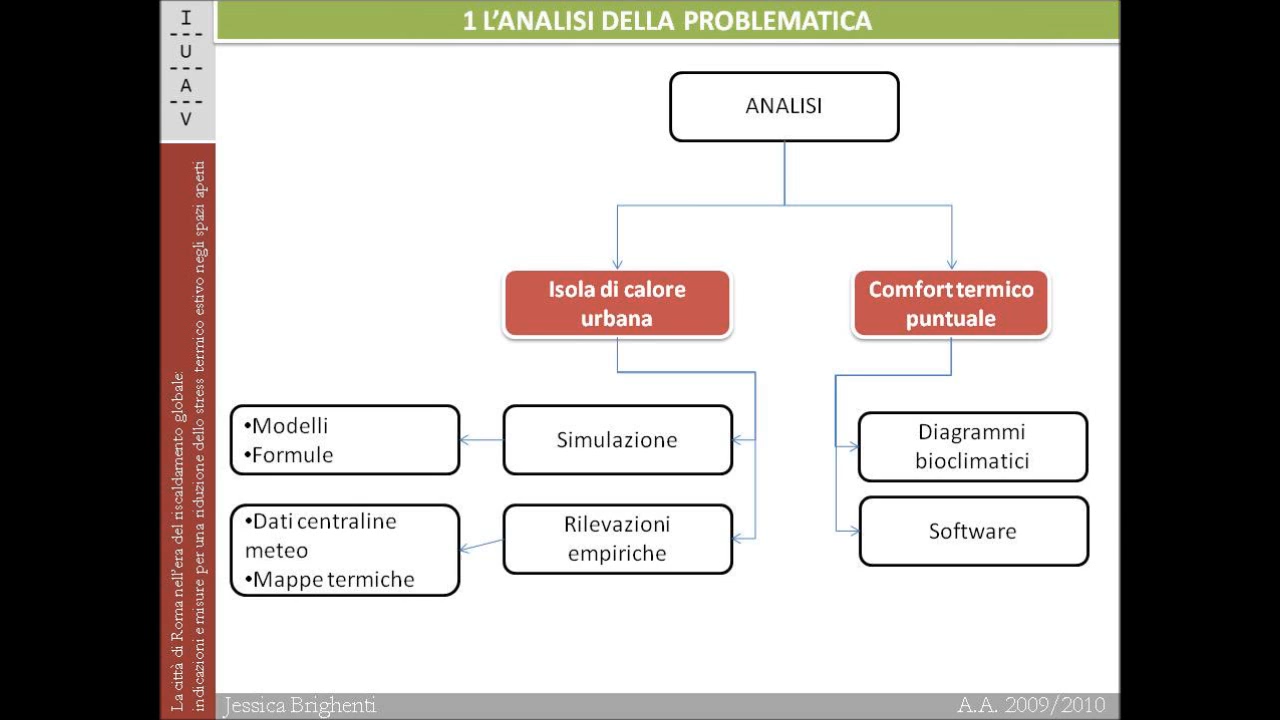 I
---
U
---
A
---
V
1 L’ANALISI DELLA PROBLEMATICA
ANALISI
Isola di calore
urbana
Comfort termico
puntuale
•Modelli
•Formule
Simulazione
Diagrammi
bioclimatici
•Dati centraline
meteo
•Mappe termiche
Rilevazioni
empiriche
Software
La città di Roma nell’era del riscaldamento globale:
indicazioni e misure per una riduzione dello stress termico estivo negli spazi aperti
Jessica Brighenti
A.A. 2009/2010